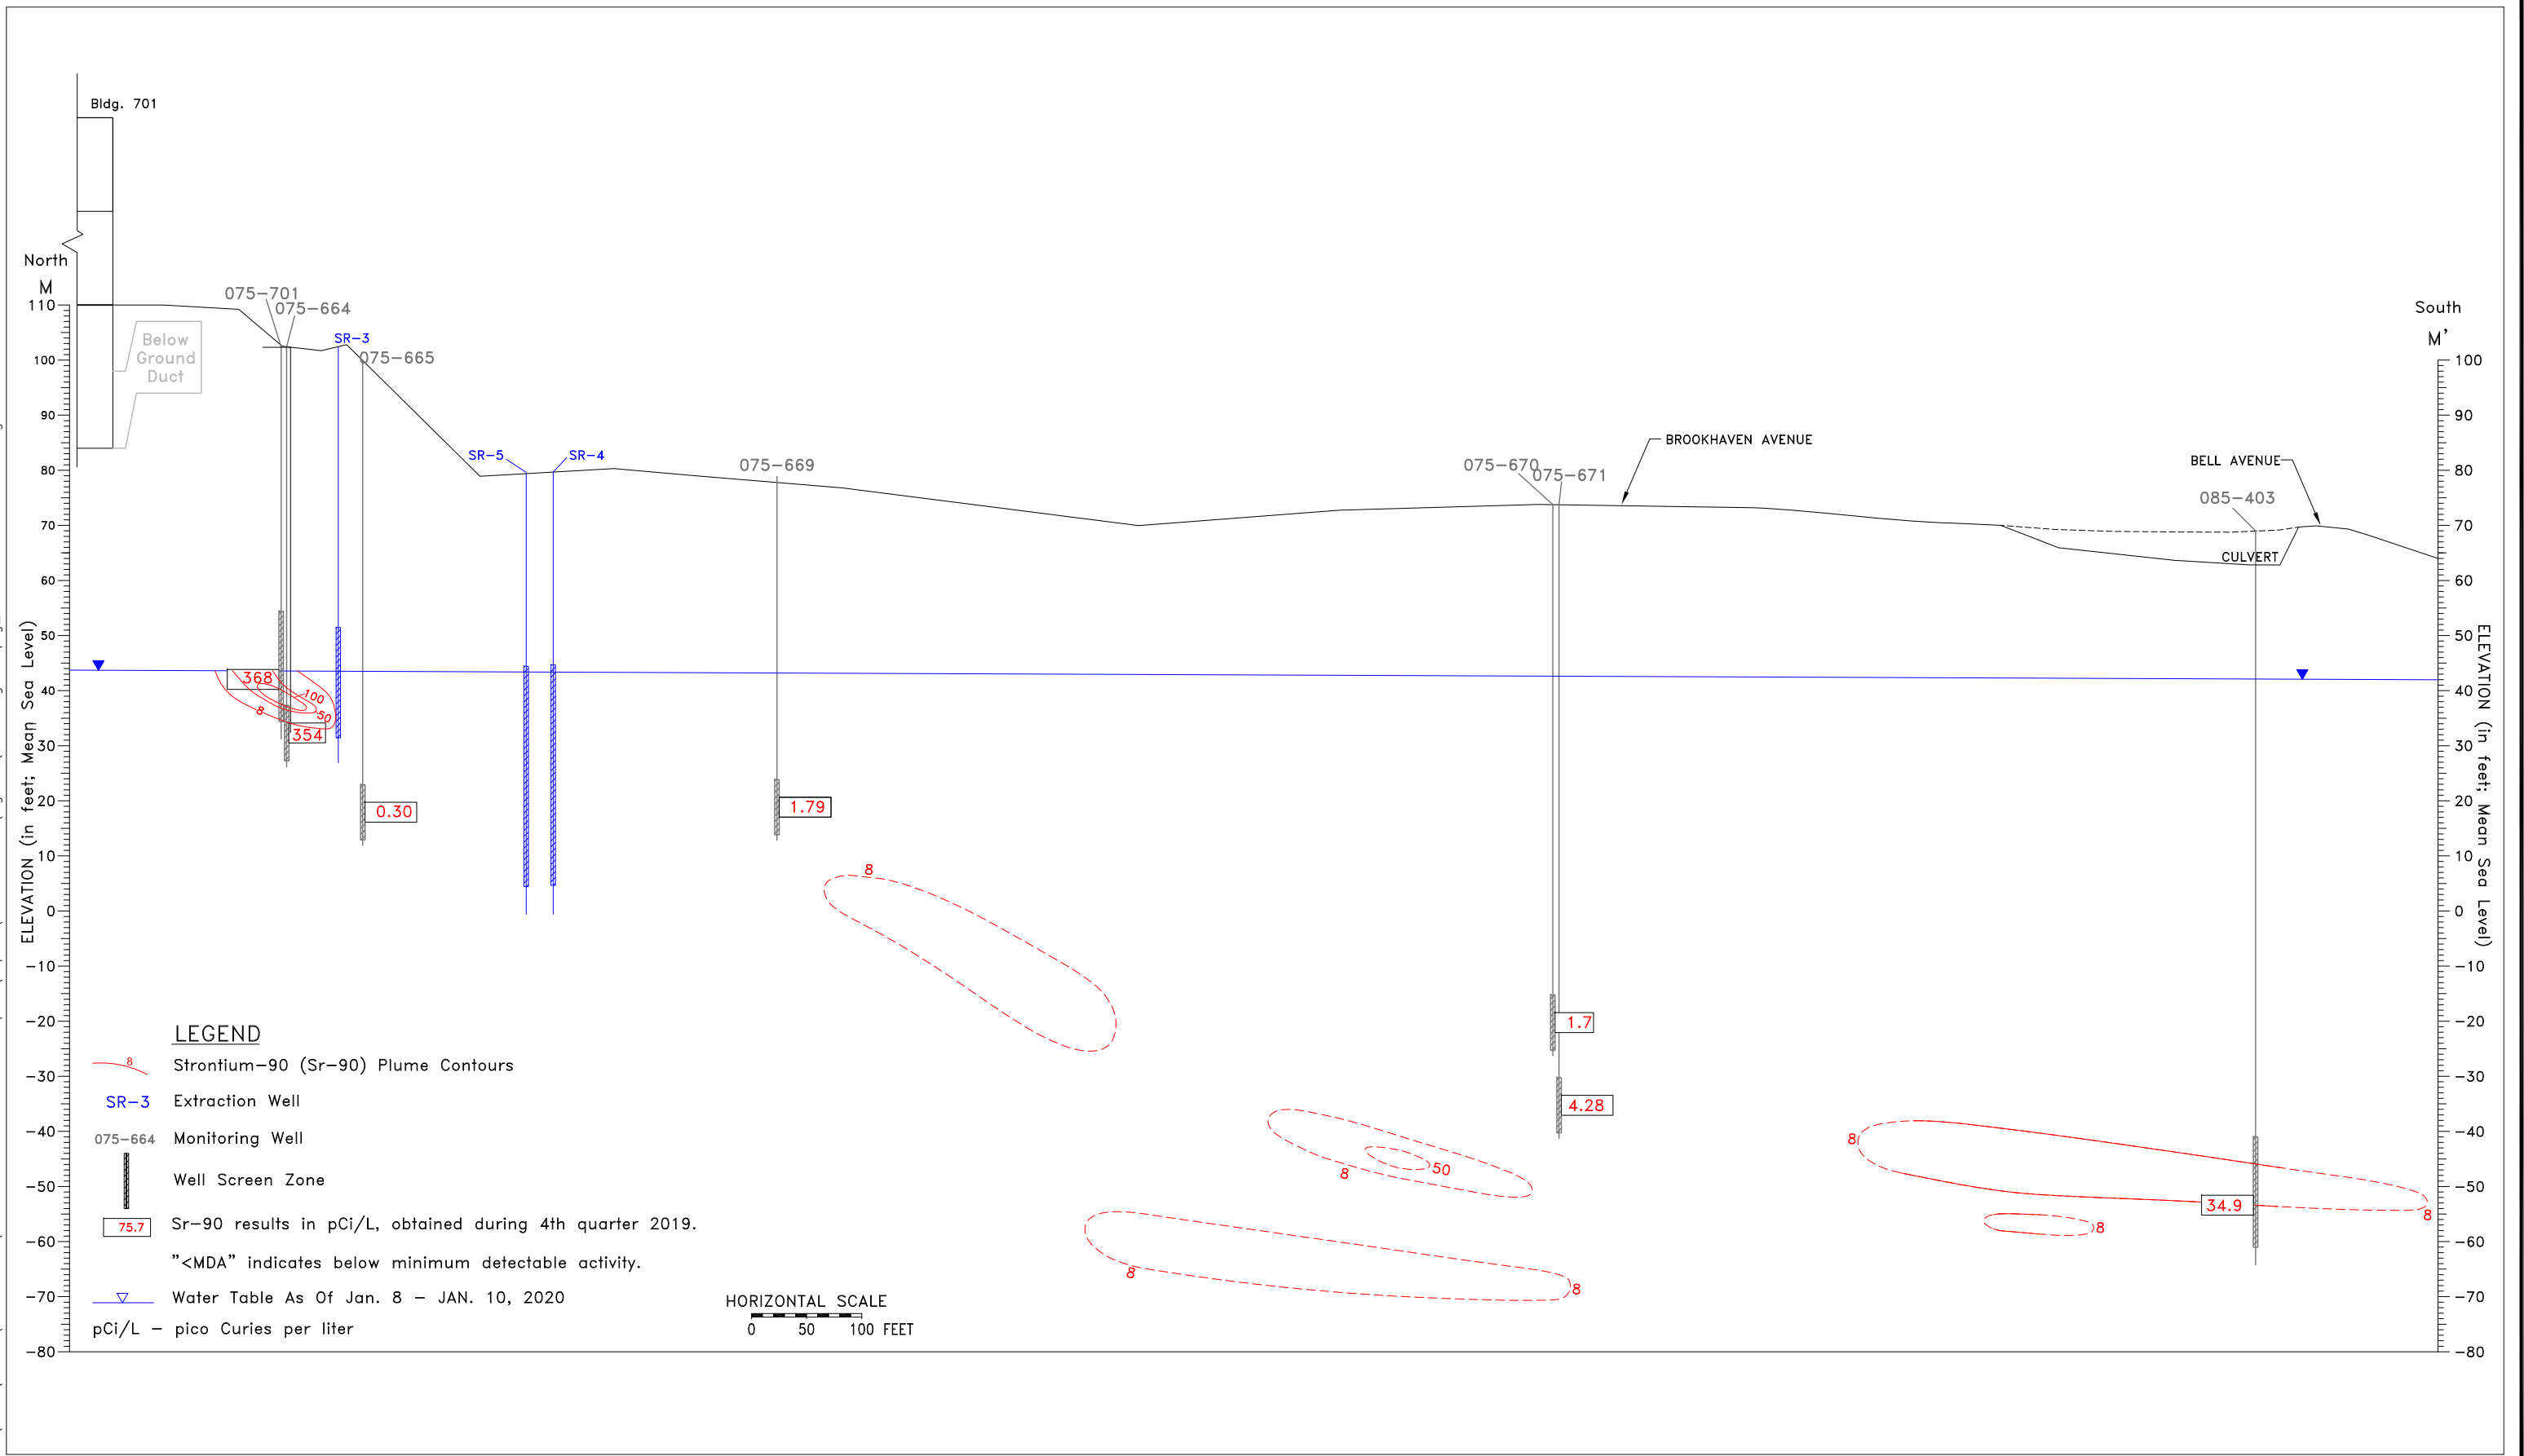 Bldg. 701
North
M
South
M'
075-701
075-664
SR-3
075-665
Below
Ground
Duct
SR-5
SR-4
075-669
075-670
075-671
BROOKHAVEN AVENUE
BELL AVENUE
085-403
CULVERT
110
100
90
80
70
60
50
40
30
20
10
0
-10
-20
-30
-40
-50
-60
-70
-80
ELEVATION (in feet; Mean Sea Level)
100
90
80
70
60
50
40
30
20
10
0
-10
-20
-30
-40
-50
-60
-70
-80
ELEVATION (in feet; Mean Sea Level)
368
100
50
8
354
0.30
1.79
8
1.7
4.28
50
8
8
8
8
8
34.9
8
8
LEGEND
8 Strontium-90 (Sr-90) Plume Contours
SR-3 Extraction Well
075-664 Monitoring Well
Well Screen Zone
75.7 Sr-90 results in pCi/L, obtained during 4th quarter 2019.
"<MDA" indicates below minimum detectable activity.
Water Table As Of Jan. 8 - JAN. 10, 2020
pCi/L - pico Curies per liter
HORIZONTAL SCALE
0 50 100 FEET